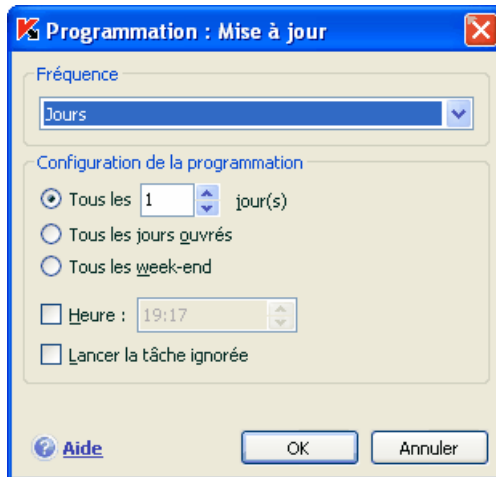 Programmation : Mise à jour
Fréquence
Jours
Configuration de la programmation
Tous les 1 jour(s)
Tous les jours ouvrés
Tous les week-end
Heure : 19:17
Lancer la tâche ignorée
Aide OK Annuler